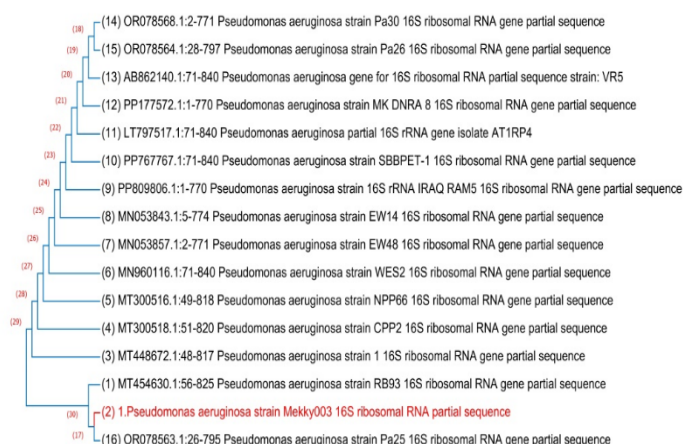 (18)
(14) OR078568.1:2-771 Pseudomonas aeruginosa strain Pa30 16S ribosomal RNA gene partial sequence
(19)
(15) OR078564.1:28-797 Pseudomonas aeruginosa strain Pa26 16S ribosomal RNA gene partial sequence
(20)
(13) AB862140.1:71-840 Pseudomonas aeruginosa gene for 16S ribosomal RNA partial sequence strain: VR5
(21)
(12) PP177572.1:1-770 Pseudomonas aeruginosa strain MK DNRA 8 16S ribosomal RNA gene partial sequence
(22)
(11) LT797517.1:71-840 Pseudomonas aeruginosa partial 16S rRNA gene isolate AT1RP4
(23)
(10) PP767767.1:71-840 Pseudomonas aeruginosa strain SBBPET-1 16S ribosomal RNA gene partial sequence
(24)
(9) PP809806.1:1-770 Pseudomonas aeruginosa strain 16S rRNA IRAQ RAM5 16S ribosomal RNA gene partial sequence
(25)
(8) MN053843.1:5-774 Pseudomonas aeruginosa strain EW14 16S ribosomal RNA gene partial sequence
(26)
(7) MN053857.1:2-771 Pseudomonas aeruginosa strain EW48 16S ribosomal RNA gene partial sequence
(27)
(6) MN960116.1:71-840 Pseudomonas aeruginosa strain WES2 16S ribosomal RNA gene partial sequence
(28)
(5) MT300516.1:49-818 Pseudomonas aeruginosa strain NPP66 16S ribosomal RNA gene partial sequence
(29)
(4) MT300518.1:51-820 Pseudomonas aeruginosa strain CPP2 16S ribosomal RNA gene partial sequence
(3) MT448672.1:48-817 Pseudomonas aeruginosa strain 1 16S ribosomal RNA gene partial sequence
(1) MT454630.1:56-825 Pseudomonas aeruginosa strain RB93 16S ribosomal RNA gene partial sequence
(30)
(2) 1.Pseudomonas aeruginosa strain Mekky003 16S ribosomal RNA partial sequence
(17)
(16) OR078563.1:26-795 Pseudomonas aeruginosa strain Pa25 16S ribosomal RNA gene partial sequence